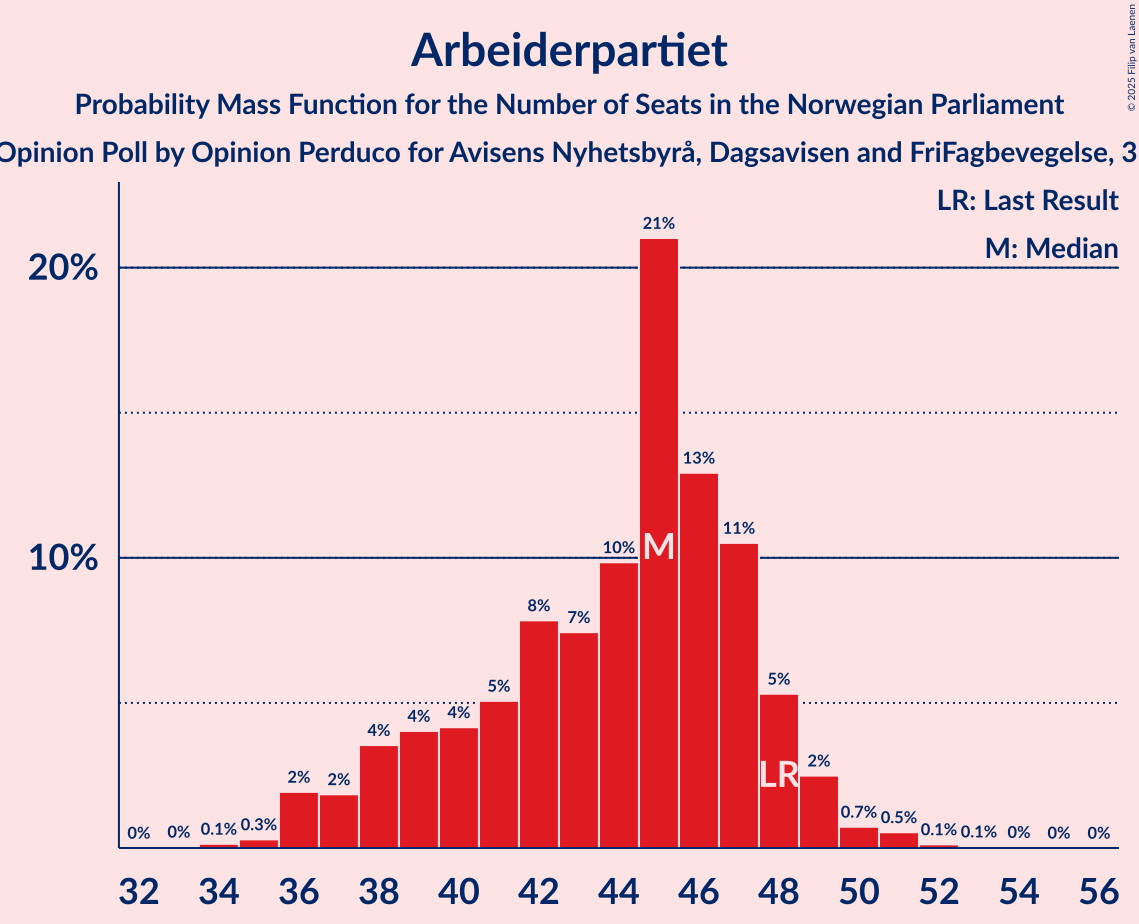 Arbeiderpartiet
Probability Mass Function for the Number of Seats in the Norwegian Parliament
Opinion Poll by Opinion Perduco for Avisens Nyhetsbyrå, Dagsavisen and FriFagbevegelse, 3
© 2025 Filip van Laenen
LR: Last Result
M: Median
20%
10%
0% 0% 0.1% 0.3% 2% 2% 4% 4% 4% 5% 8% 7% 10% 21% 13% 11% 5% 2% 0.7% 0.5% 0.1% 0.1% 0% 0% 0%
M
LR
32 34 36 38 40 42 44 46 48 50 52 54 56